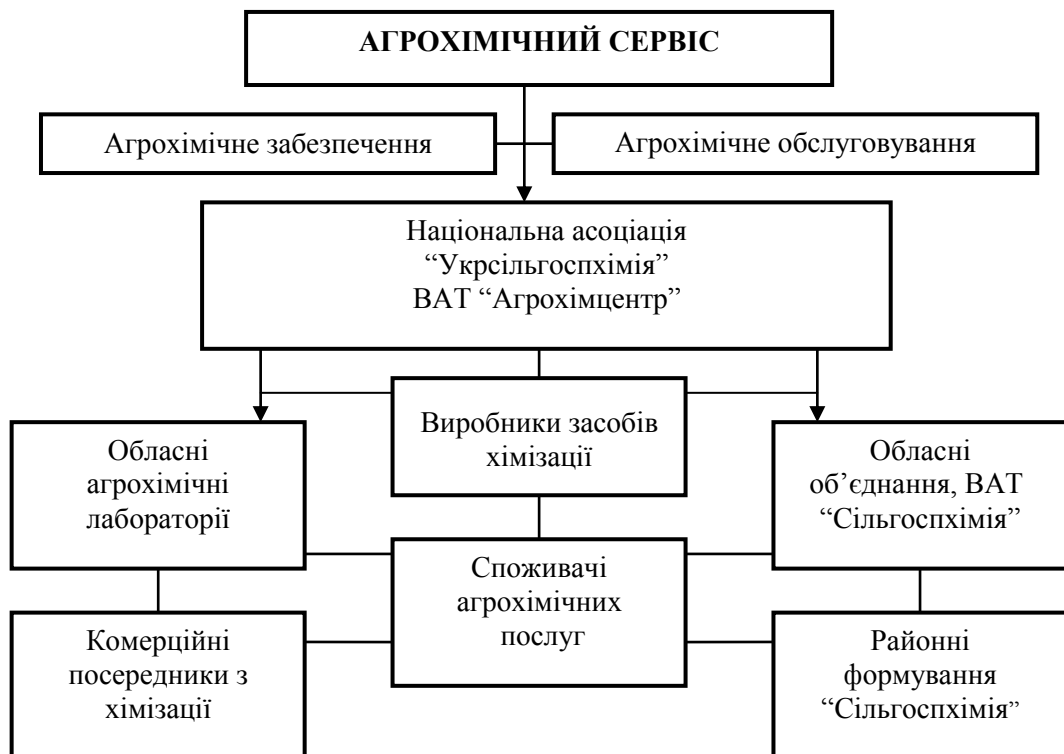 АГРОХІМІЧНИЙ СЕРВІС
Агрохімічне забезпечення
Агрохімічне обслуговування
Національна асоціація
“Укрсільгоспхімія”
ВАТ “Агрохімцентр”
Виробники засобів
хімізації
Обласні
агрохімічні
лабораторії
Обласні
об’єднання, ВАТ
“Сільгоспхімія”
Споживачі
агрохімічних
послуг
Комерційні
посередники з
хімізації
Районні
формування
“Сільгоспхімія”